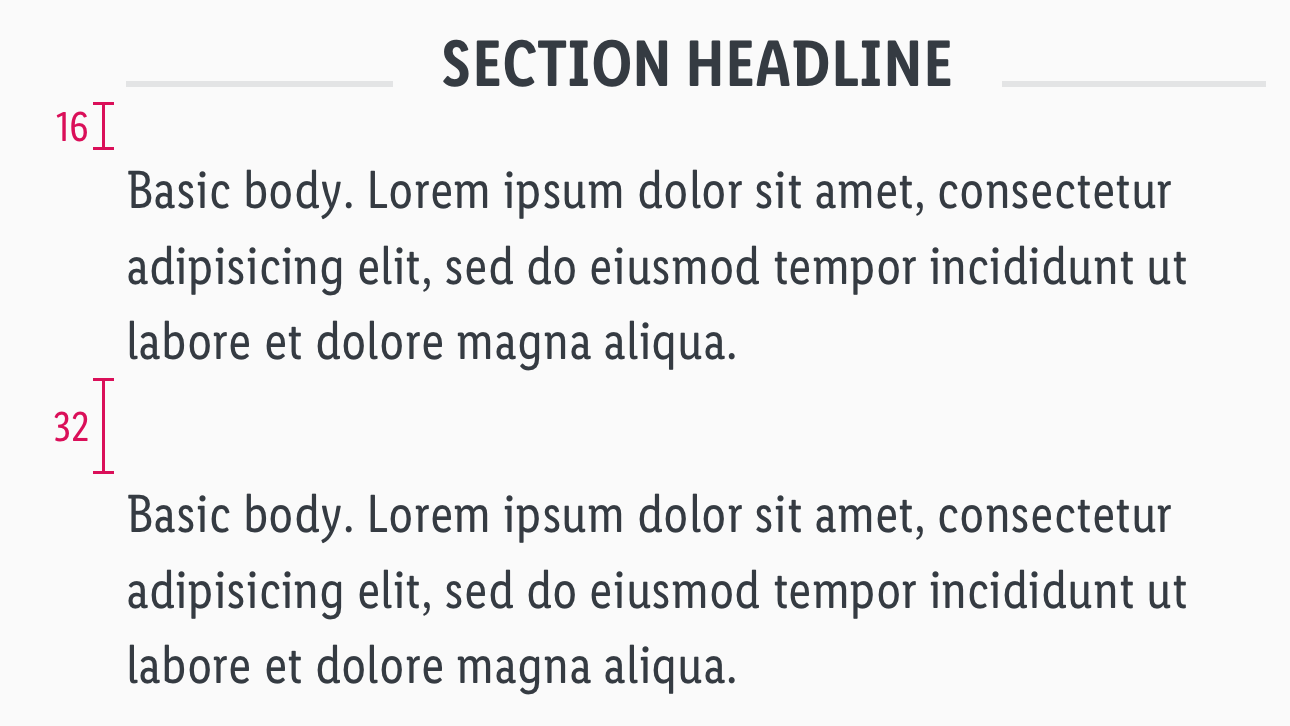 SECTION HEADLINE
16
Basic body. Lorem ipsum dolor sit amet, consectetur
adipisicing elit, sed do eiusmod tempor incididunt ut
labore et dolore magna aliqua.
32
Basic body. Lorem ipsum dolor sit amet, consectetur
adipisicing elit, sed do eiusmod tempor incididunt ut
labore et dolore magna aliqua.